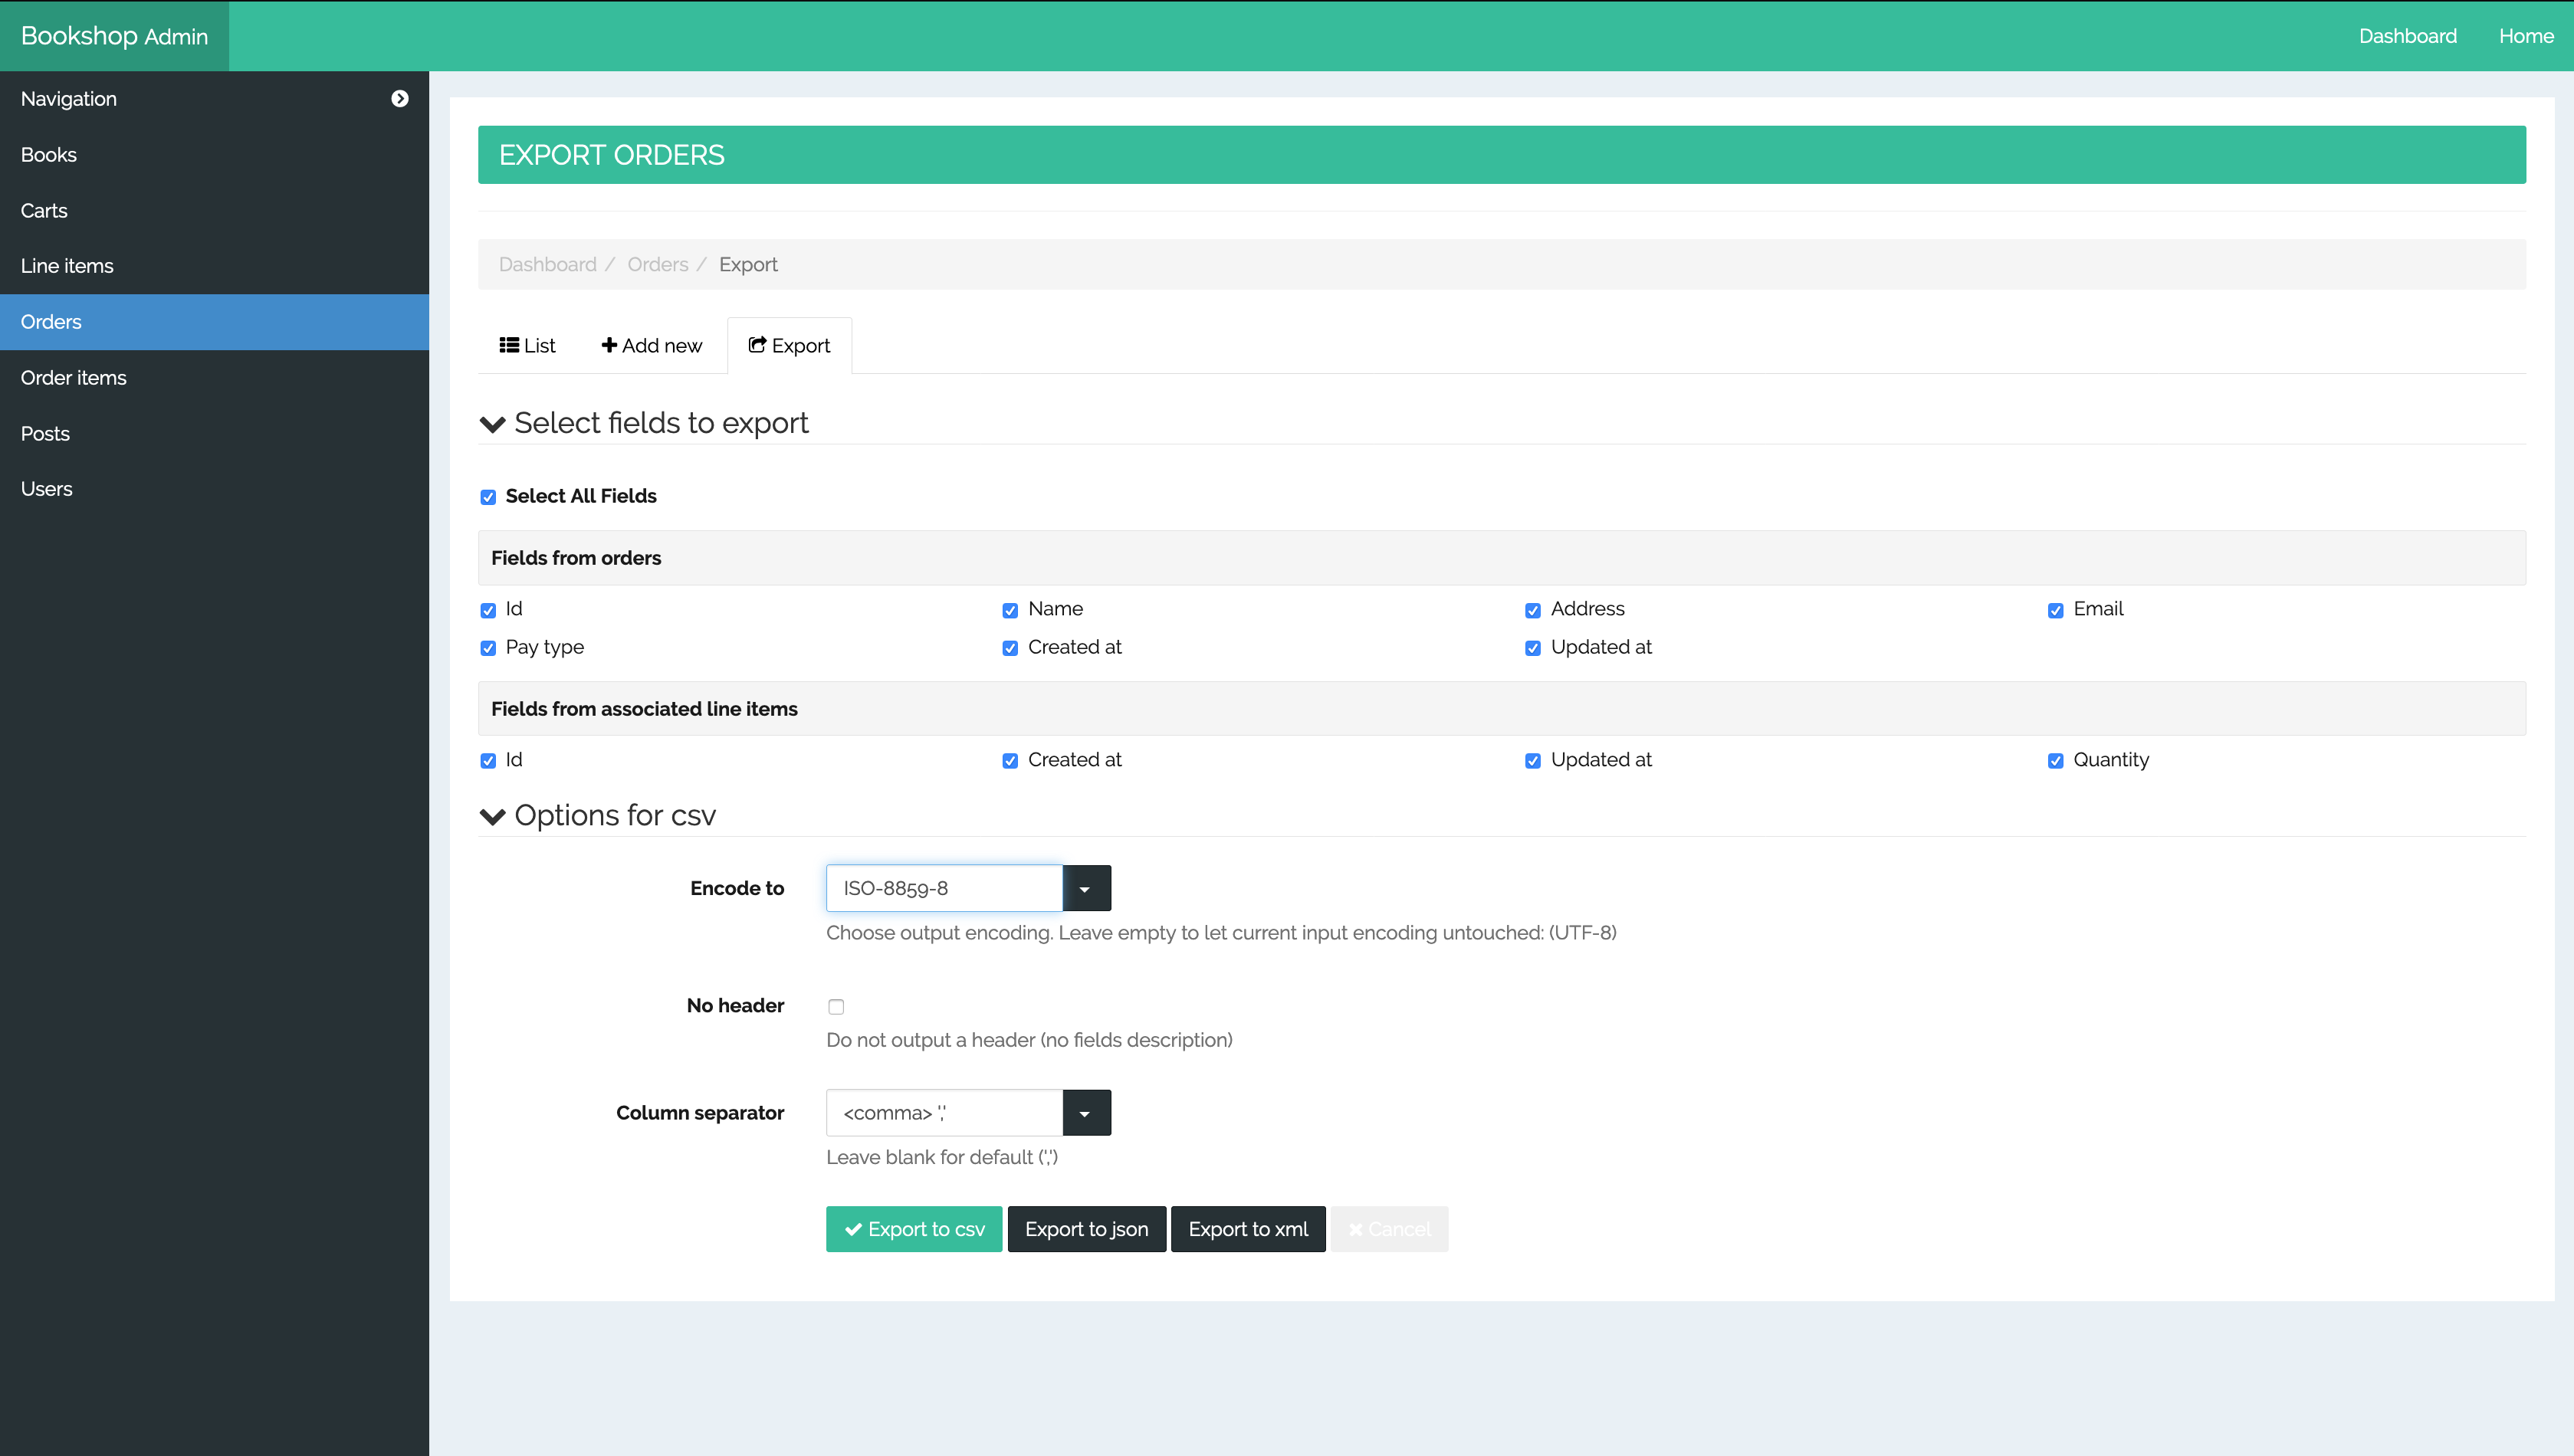 Bookshop Admin
Dashboard Home
Navigation
Books
Carts
Line items
Orders
Order items
Posts
Users
EXPORT ORDERS
Dashboard / Orders / Export
List Add new Export
Select fields to export
Select All Fields
Fields from orders
Id Name Address Email
Pay type Created at Updated at
Fields from associated line items
Id Created at Updated at Quantity
Options for csv
Encode to ISO-8859-8
Choose output encoding. Leave empty to let current input encoding untouched: (UTF-8)
No header
Do not output a header (no fields description)
Column separator <comma> ','
Leave blank for default (',')
Export to csv Export to json Export to xml Cancel